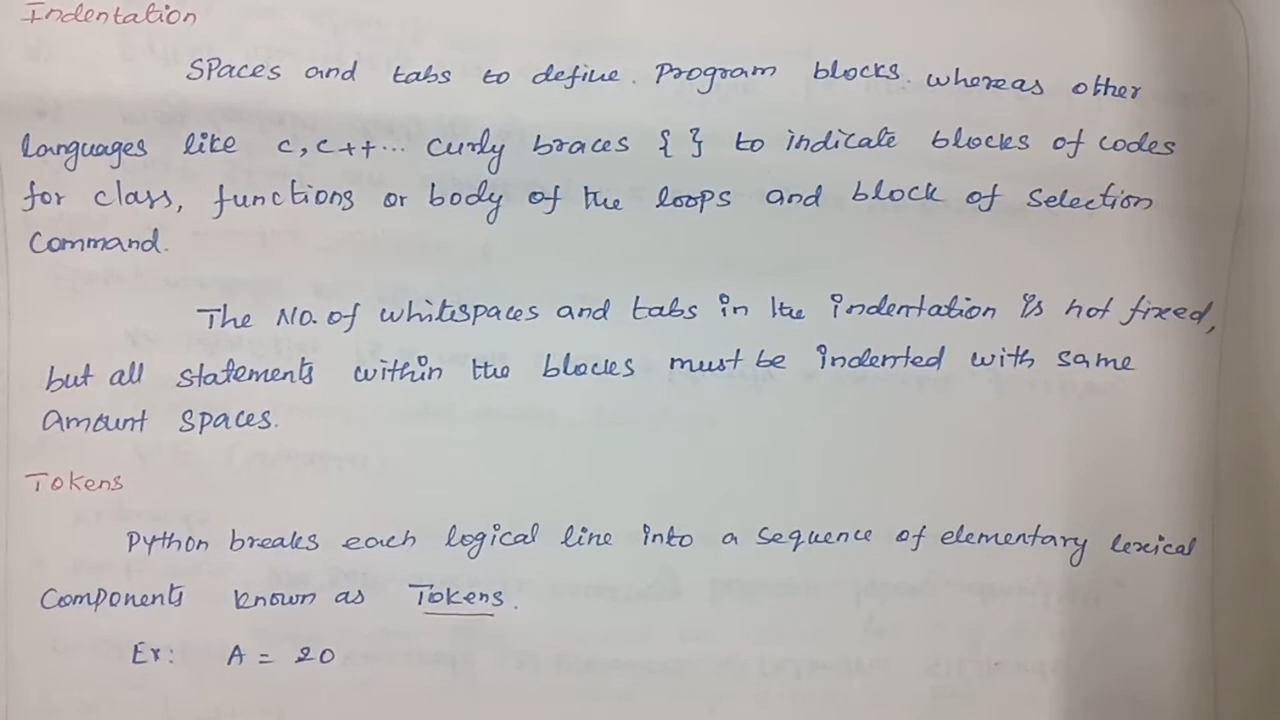 Indentation
Spaces and tabs to define. Program blocks. whereas other
languages like c, c++... curly braces { } to indicate blocks of codes
for class, functions or body of the loops and block of selection
Command.
The No. of whitespaces and tabs in the indentation is not fixed,
but all statements within the blocks must be indented with same
amount spaces.
Tokens
Python breaks each logical line into a sequence of elementary lexical
Components known as Tokens.
Ex: A = 20